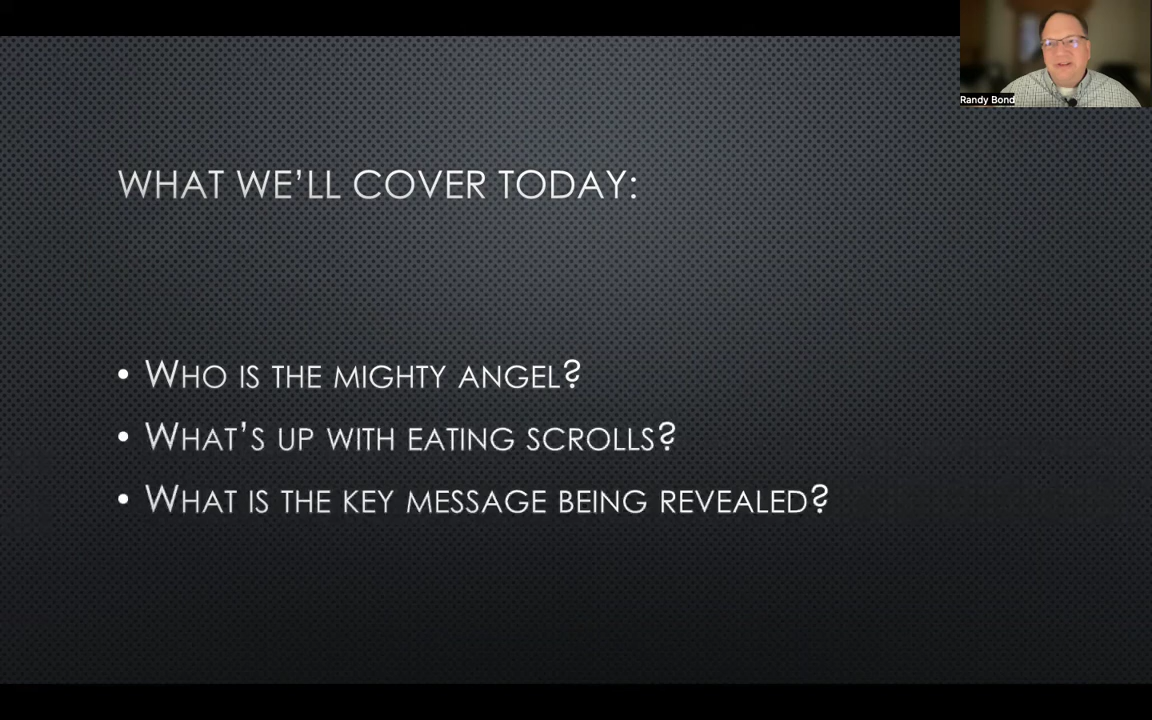 Randy Bond
WHAT WE'LL COVER TODAY:
• WHO IS THE MIGHTY ANGEL?
• WHAT'S UP WITH EATING SCROLLS?
• WHAT IS THE KEY MESSAGE BEING REVEALED?